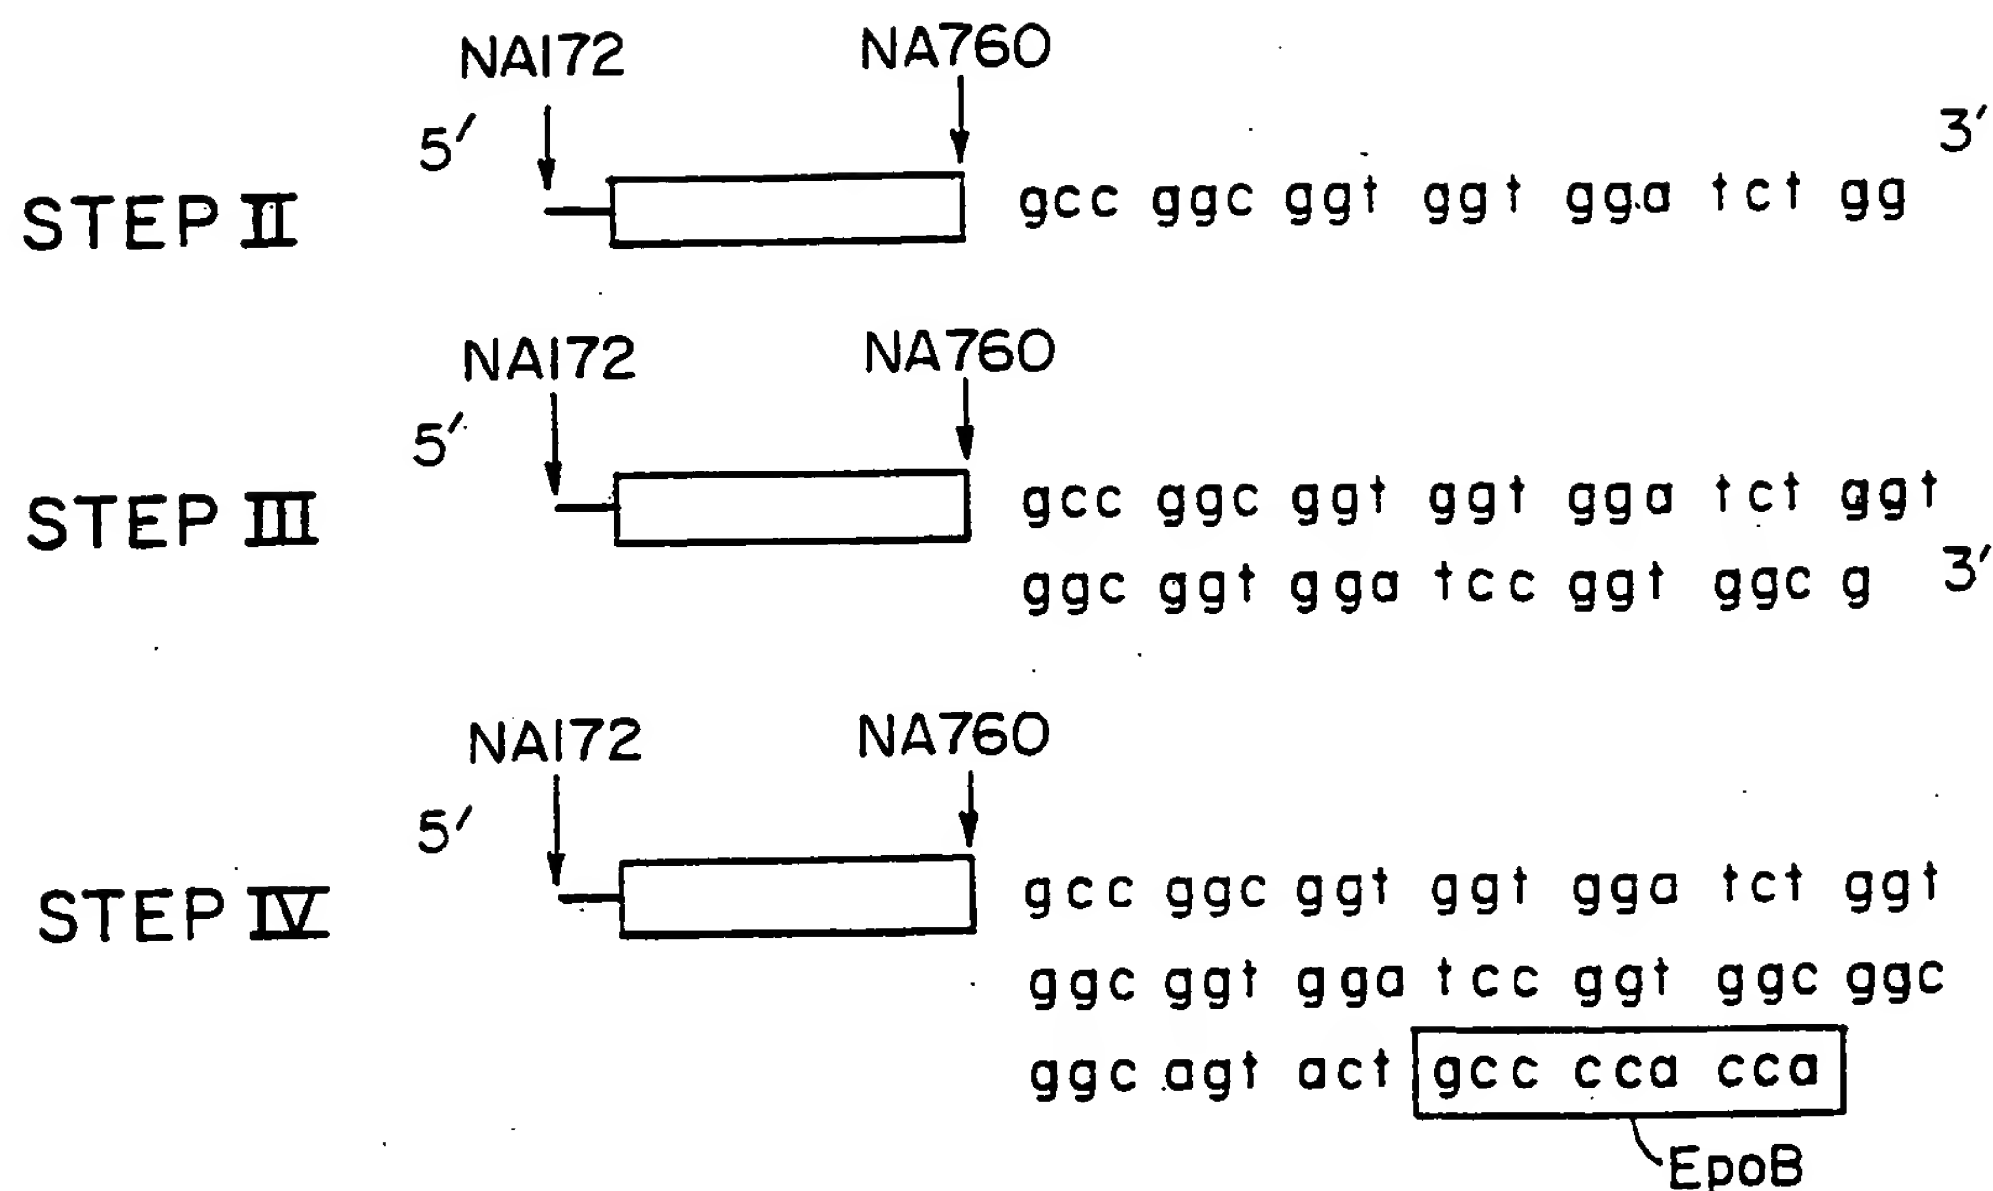 NA172 NA760
5′ 3′
STEP II gcc ggc ggt ggt gga tct gg
NA172 NA760
5′
STEP III gcc ggc ggt ggt gga tct ggt
ggc ggt gga tcc ggt ggc g 3′
NA172 NA760
5′
STEP IV gcc ggc ggt ggt gga tct ggt
ggc ggt gga tcc ggt ggc ggc
ggc agt act gcc cca cca
EpoB